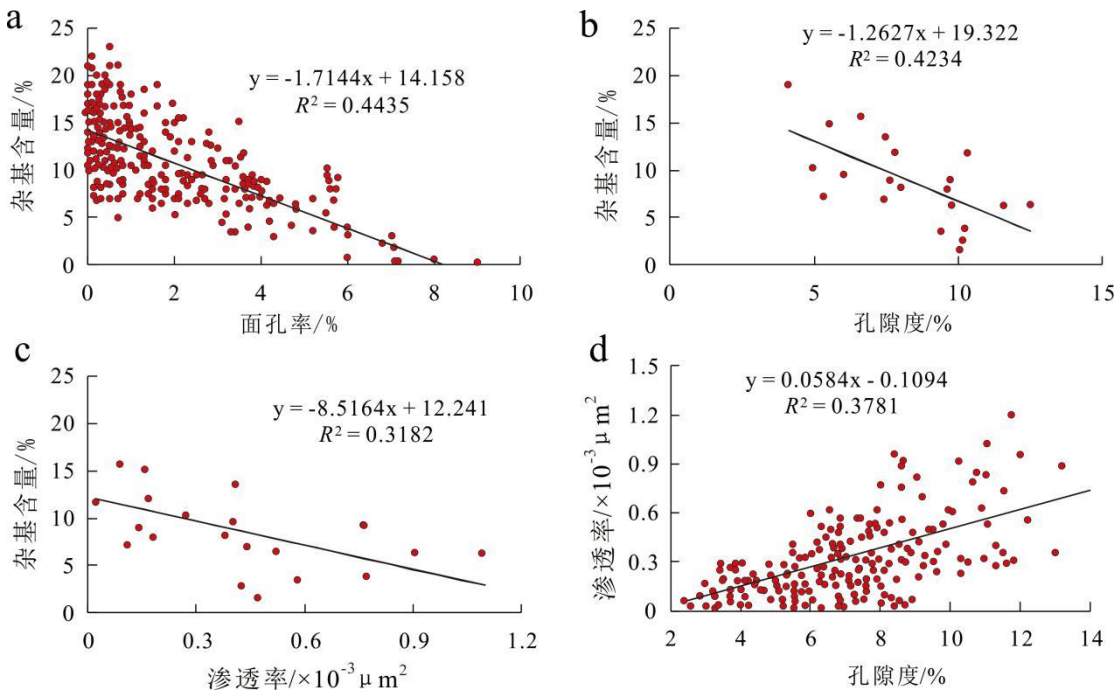 a
y = -1.7144x + 14.158
R² = 0.4435
杂基含量/%
25
20
15
10
5
0
0
2
4
6
8
10
面孔率/%
b
y = -1.2627x + 19.322
R² = 0.4234
杂基含量/%
25
20
15
10
5
0
0
5
10
15
孔隙度/%
c
y = -8.5164x + 12.241
R² = 0.3182
杂基含量/%
25
20
15
10
5
0
0
0.3
0.6
0.9
1.2
渗透率/×10⁻³μm²
d
y = 0.0584x - 0.1094
R² = 0.3781
渗透率/×10⁻³μm²
1.5
1.2
0.9
0.6
0.3
0
2
4
6
8
10
12
14
孔隙度/%